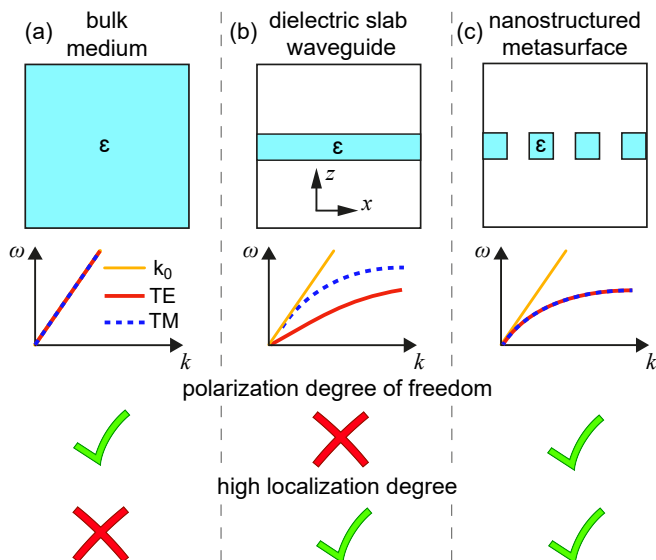 (a) bulk medium
(b) dielectric slab waveguide
(c) nanostructured metasurface
ε
ε
z
x
ε
ω
k₀
TE
TM
k
ω
k
ω
k
polarization degree of freedom
high localization degree